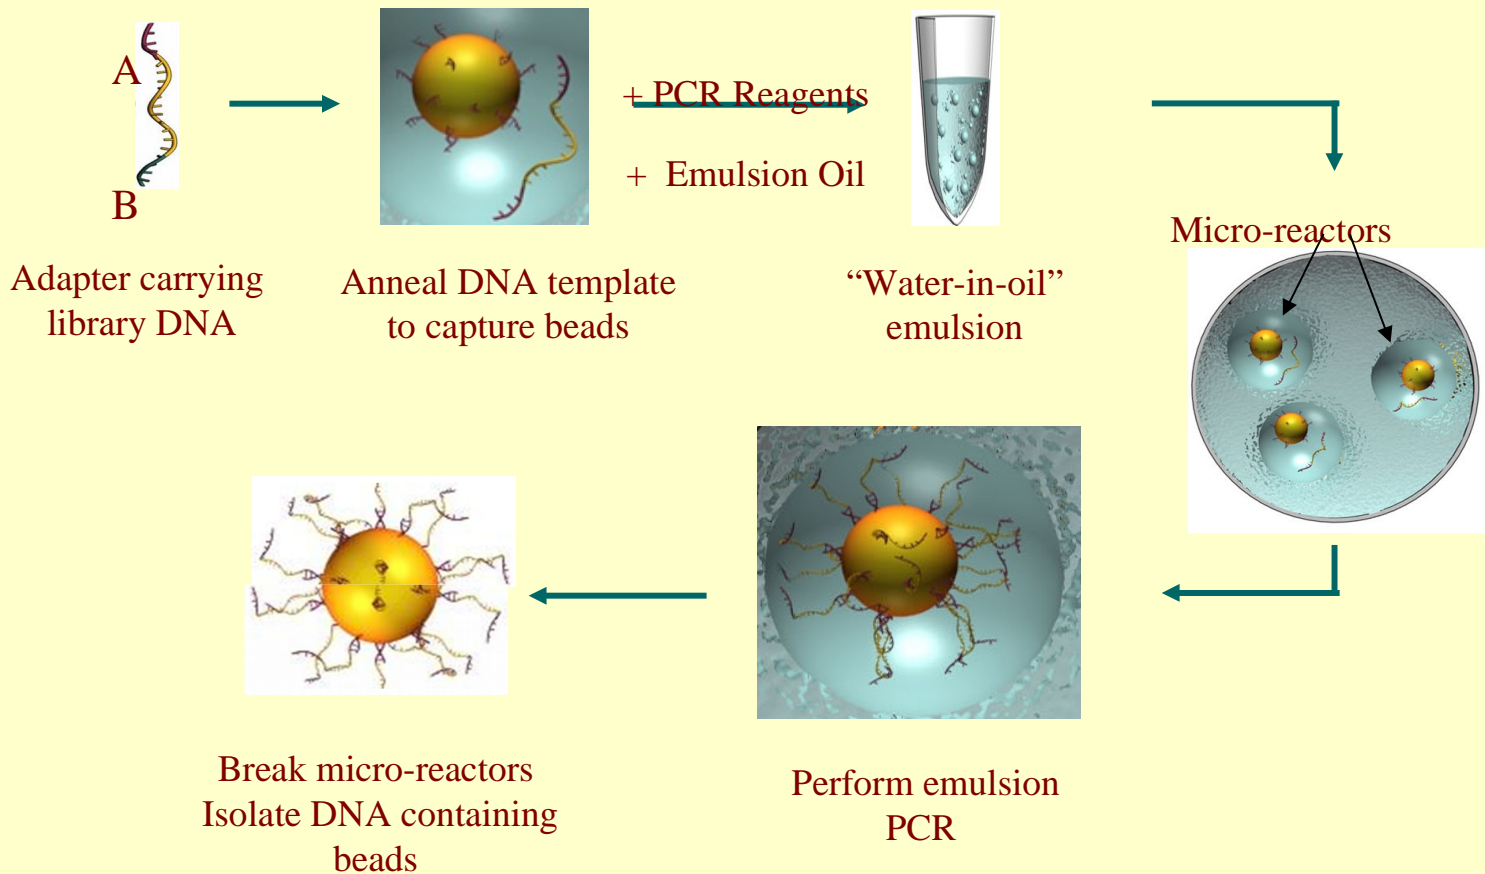 A
B
Adapter carrying
library DNA
Anneal DNA template
to capture beads
+ PCR Reagents
+ Emulsion Oil
“Water-in-oil”
emulsion
Micro-reactors
Perform emulsion
PCR
Break micro-reactors
Isolate DNA containing
beads